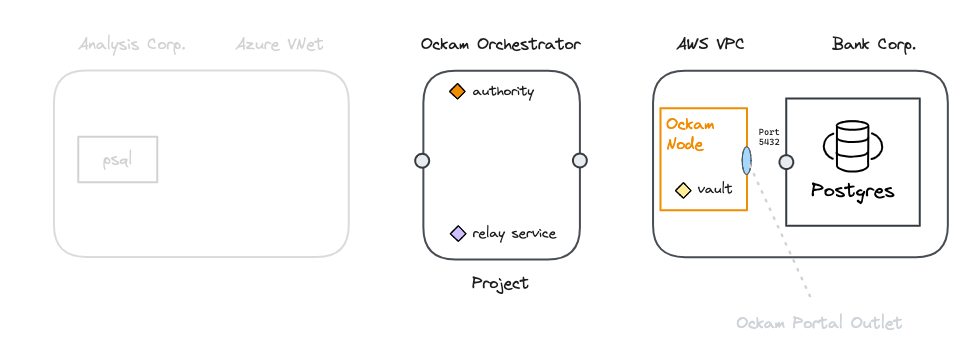 Analysis Corp. Azure VNet
psql
Ockam Orchestrator
authority
relay service
Project
AWS VPC Bank Corp.
Ockam
Node
vault
Port
5432
Postgres
Ockam Portal Outlet